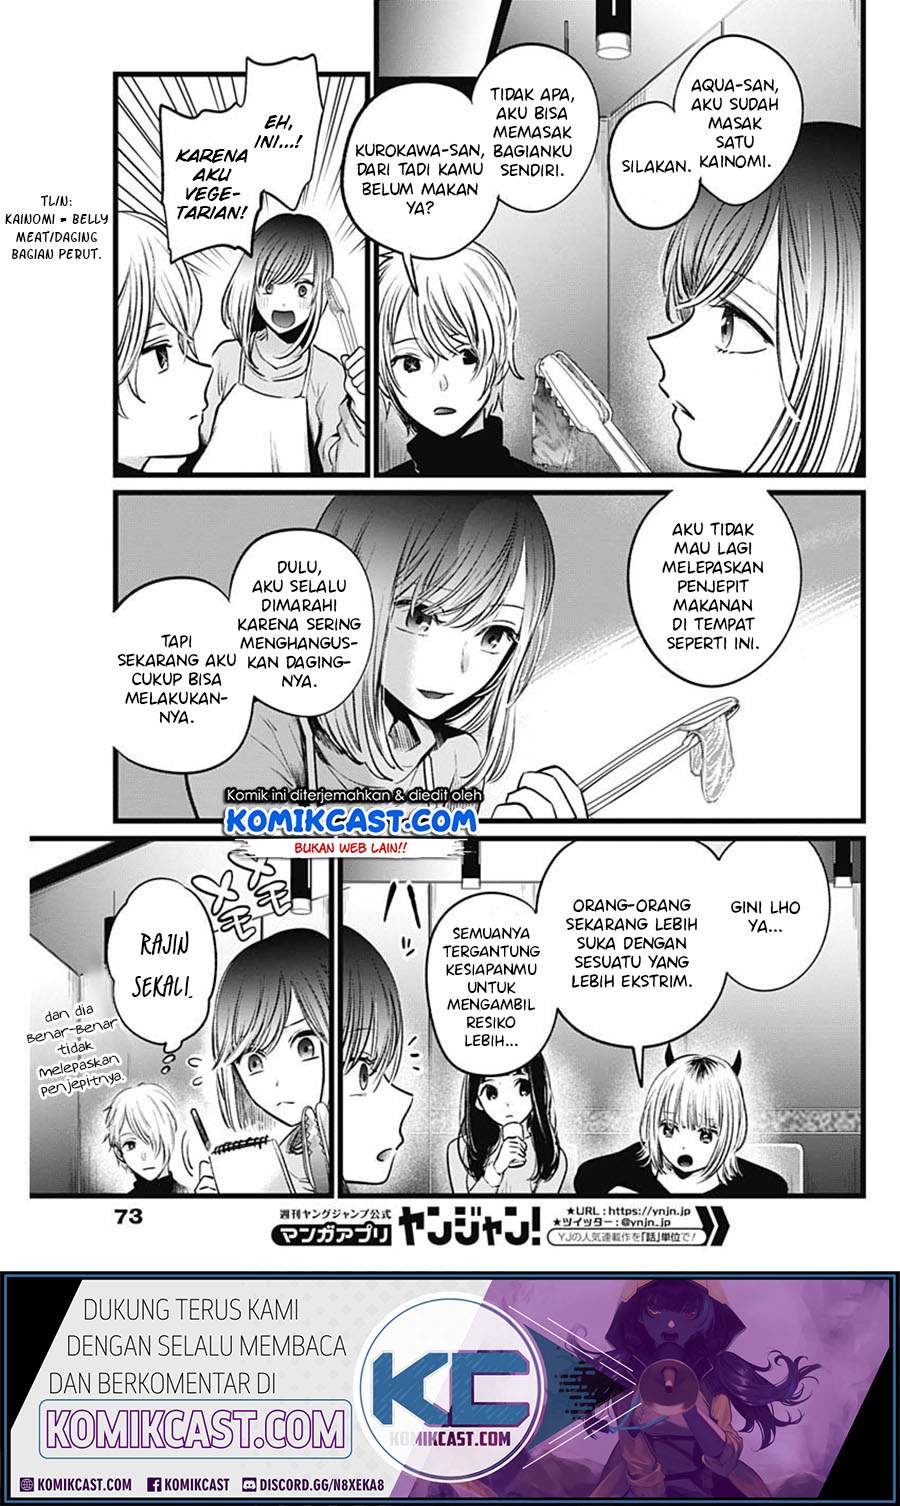 AQUA-SAN,
AKU SUDAH
MASAK
SATU
KAINOMI.
SILAKAN.
TIDAK APA,
AKU BISA
MEMASAK
BAGIANKU
SENDIRI.
KUROKAWA-SAN,
DARI TADI KAMU
BELUM MAKAN
YA?
EH,
INI...!
KARENA
AKU
VEGE-
TARIAN!
TL/N:
KAINOMI = BELLY
MEAT/DAGING
BAGIAN PERUT.
AKU TIDAK
MAU LAGI
MELEPASKAN
PENJEPIT
MAKANAN
DI TEMPAT
SEPERTI INI.
DULU,
AKU SELALU
DIMARAHI
KARENA SERING
MENGHANGUS-
KAN DAGING-
NYA.
TAPI
SEKARANG AKU
CUKUP BISA
MELAKUKAN-
NYA.
Komik ini diterjemahkan & diedit oleh
KOMIKCAST.COM
BUKAN WEB LAIN!!
GINI LHO
YA...
ORANG-ORANG
SEKARANG LEBIH
SUKA DENGAN
SESUATU YANG
LEBIH EKSTRIM.
SEMUANYA
TERGANTUNG
KESIAPANMU
UNTUK
MENGAMBIL
RESIKO
LEBIH...
メモメモ
RAJIN
SEKALI.
dan dia
Benar-Benar
tidak
melepaskan
penjepitnya.
73
週刊ヤングジャンプ公式
マンガアプリ
ヤンジャン!
★URL : https://ynjn.jp
★ツイッター : @ynjn_jp
YJの人気連載作を「話」単位で!
DUKUNG TERUS KAMI
DENGAN SELALU MEMBACA
DAN BERKOMENTAR DI
KOMIKCAST.COM
KOMIKCAST.COM
KOMIKCAST.COM
DISCORD.GG/N8XEKA8
KC
KOMIKCAST.COM